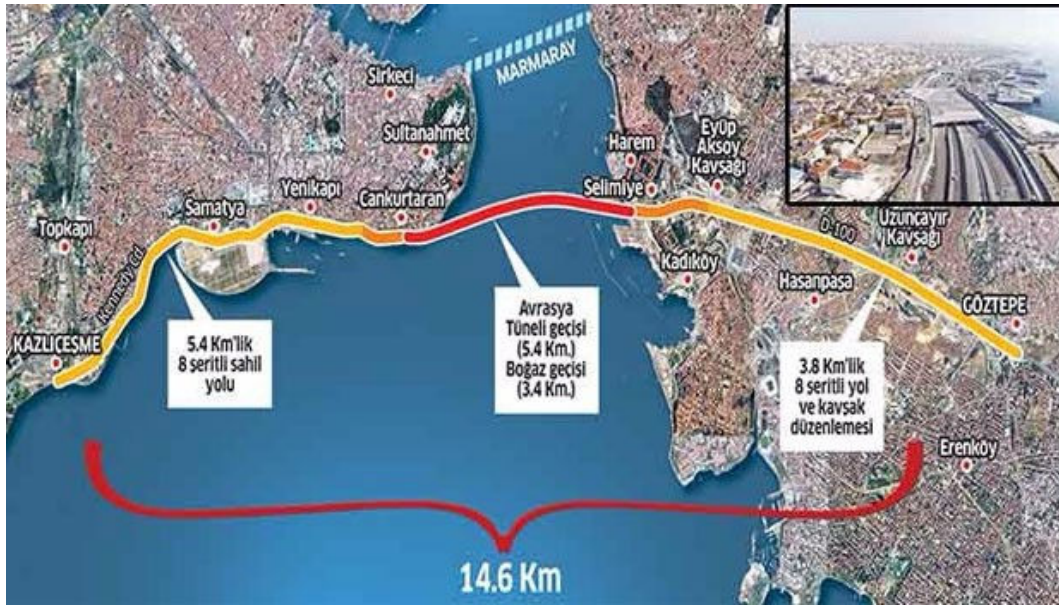 MARMARAY
Sirkeci
Sultanahmet
Harem
Eyüp
Aksoy
Kavşağı
Yenikapı
Cankurtaran
Selimiye
Samatya
Topkapı
Kennedy Cd.
D-100
Uzunçayır
Kavşağı
Kadıköy
Hasanpaşa
GÖZTEPE
KAZLIÇEŞME
5.4 Km'lik
8 şeritli sahil
yolu
Avrasya
Tüneli geçişi
(5.4 Km.)
Boğaz geçişi
(3.4 Km.)
3.8 Km'lik
8 şeritli yol
ve kavşak
düzenlemesi
Erenköy
14.6 Km